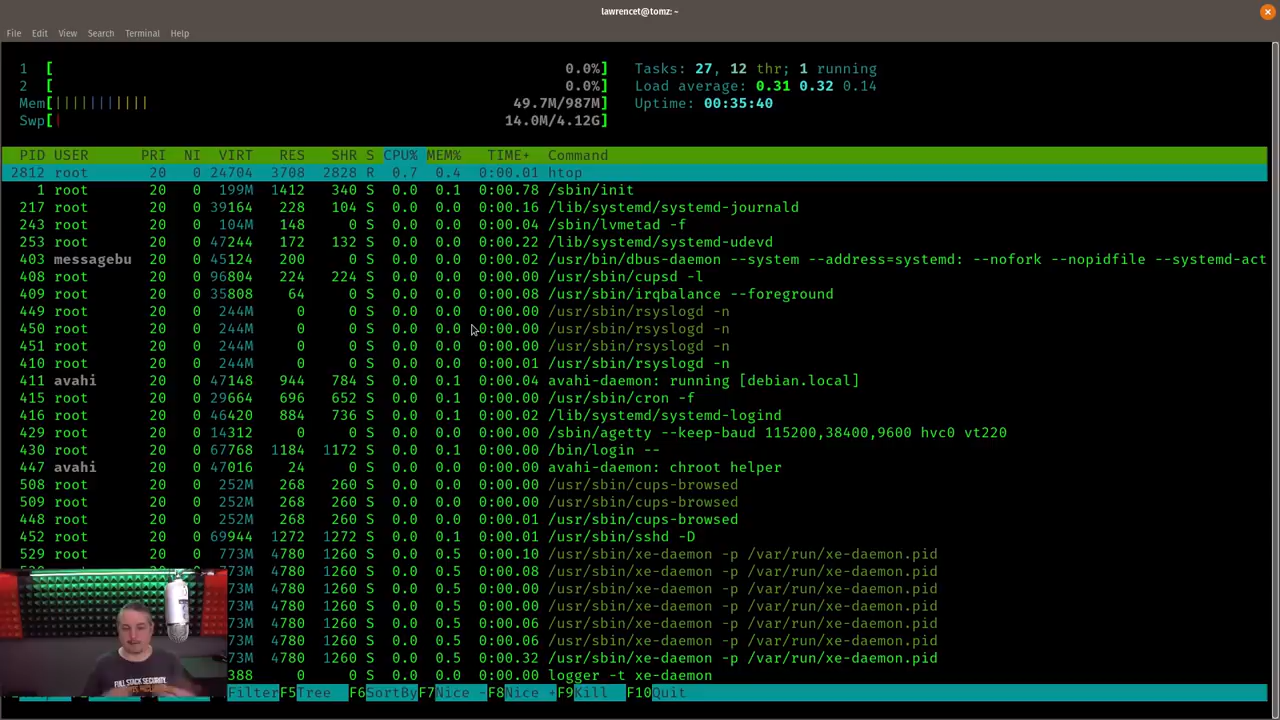 lawrencet@tomz: ~
File Edit View Search Terminal Help
1 [ 0.0%] Tasks: 27, 12 thr; 1 running
2 [ 0.0%] Load average: 0.31 0.32 0.14
Mem[||||||||||| 49.7M/987M] Uptime: 00:35:40
Swp[| 14.0M/4.12G]
PID USER PRI NI VIRT RES SHR S CPU% MEM% TIME+ Command
2812 root 20 0 24704 3708 2828 R 0.7 0.4 0:00.01 htop
1 root 20 0 199M 1412 340 S 0.0 0.1 0:00.78 /sbin/init
217 root 20 0 39164 228 104 S 0.0 0.0 0:00.16 /lib/systemd/systemd-journald
243 root 20 0 104M 148 0 S 0.0 0.0 0:00.04 /sbin/lvmetad -f
253 root 20 0 47244 172 132 S 0.0 0.0 0:00.22 /lib/systemd/systemd-udevd
403 messagebu 20 0 45124 200 0 S 0.0 0.0 0:00.02 /usr/bin/dbus-daemon --system --address=systemd: --nofork --nopidfile --systemd-act
408 root 20 0 96804 224 224 S 0.0 0.0 0:00.00 /usr/sbin/cupsd -l
409 root 20 0 35808 64 0 S 0.0 0.0 0:00.08 /usr/sbin/irqbalance --foreground
449 root 20 0 244M 0 0 S 0.0 0.0 0:00.00 /usr/sbin/rsyslogd -n
450 root 20 0 244M 0 0 S 0.0 0.0 0:00.00 /usr/sbin/rsyslogd -n
451 root 20 0 244M 0 0 S 0.0 0.0 0:00.00 /usr/sbin/rsyslogd -n
410 root 20 0 244M 0 0 S 0.0 0.0 0:00.01 /usr/sbin/rsyslogd -n
411 avahi 20 0 47148 944 784 S 0.0 0.1 0:00.04 avahi-daemon: running [debian.local]
415 root 20 0 29664 696 652 S 0.0 0.1 0:00.00 /usr/sbin/cron -f
416 root 20 0 46420 884 736 S 0.0 0.1 0:00.02 /lib/systemd/systemd-logind
429 root 20 0 14312 0 0 S 0.0 0.0 0:00.00 /sbin/agetty --keep-baud 115200,38400,9600 hvc0 vt220
430 root 20 0 67768 1184 1172 S 0.0 0.1 0:00.00 /bin/login --
447 avahi 20 0 47016 24 0 S 0.0 0.0 0:00.00 avahi-daemon: chroot helper
508 root 20 0 252M 268 260 S 0.0 0.0 0:00.00 /usr/sbin/cups-browsed
509 root 20 0 252M 268 260 S 0.0 0.0 0:00.00 /usr/sbin/cups-browsed
448 root 20 0 252M 268 260 S 0.0 0.0 0:00.01 /usr/sbin/cups-browsed
452 root 20 0 69944 1272 1272 S 0.0 0.1 0:00.01 /usr/sbin/sshd -D
529 root 20 0 773M 4780 1260 S 0.0 0.5 0:00.10 /usr/sbin/xe-daemon -p /var/run/xe-daemon.pid
73M 4780 1260 S 0.0 0.5 0:00.08 /usr/sbin/xe-daemon -p /var/run/xe-daemon.pid
73M 4780 1260 S 0.0 0.5 0:00.00 /usr/sbin/xe-daemon -p /var/run/xe-daemon.pid
73M 4780 1260 S 0.0 0.5 0:00.00 /usr/sbin/xe-daemon -p /var/run/xe-daemon.pid
73M 4780 1260 S 0.0 0.5 0:00.06 /usr/sbin/xe-daemon -p /var/run/xe-daemon.pid
73M 4780 1260 S 0.0 0.5 0:00.06 /usr/sbin/xe-daemon -p /var/run/xe-daemon.pid
73M 4780 1260 S 0.0 0.5 0:00.32 /usr/sbin/xe-daemon -p /var/run/xe-daemon.pid
388 0 0 S 0.0 0.0 0:00.00 logger -t xe-daemon
FilterF5Tree F6SortByF7Nice -F8Nice +F9Kill F10Quit
FULL STACK SECURITY